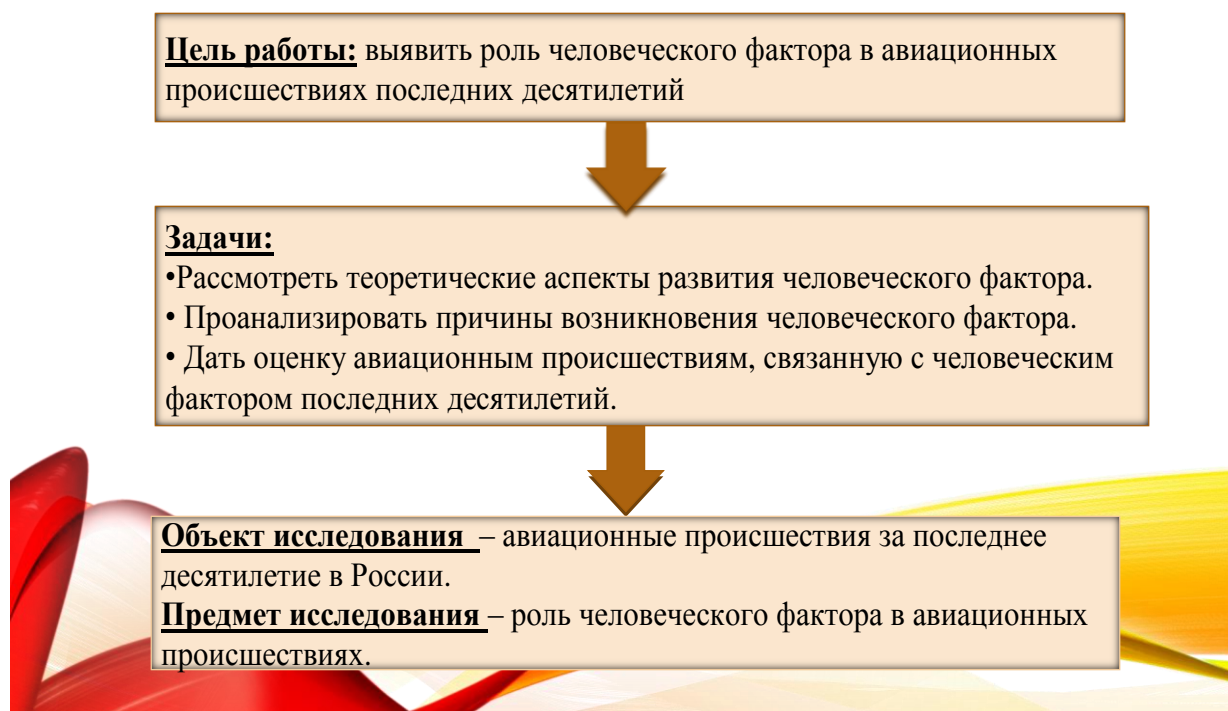 Цель работы: выявить роль человеческого фактора в авиационных
происшествиях последних десятилетий
Задачи:
•Рассмотреть теоретические аспекты развития человеческого фактора.
• Проанализировать причины возникновения человеческого фактора.
• Дать оценку авиационным происшествиям, связанную с человеческим
фактором последних десятилетий.
Объект исследования – авиационные происшествия за последнее
десятилетие в России.
Предмет исследования – роль человеческого фактора в авиационных
происшествиях.